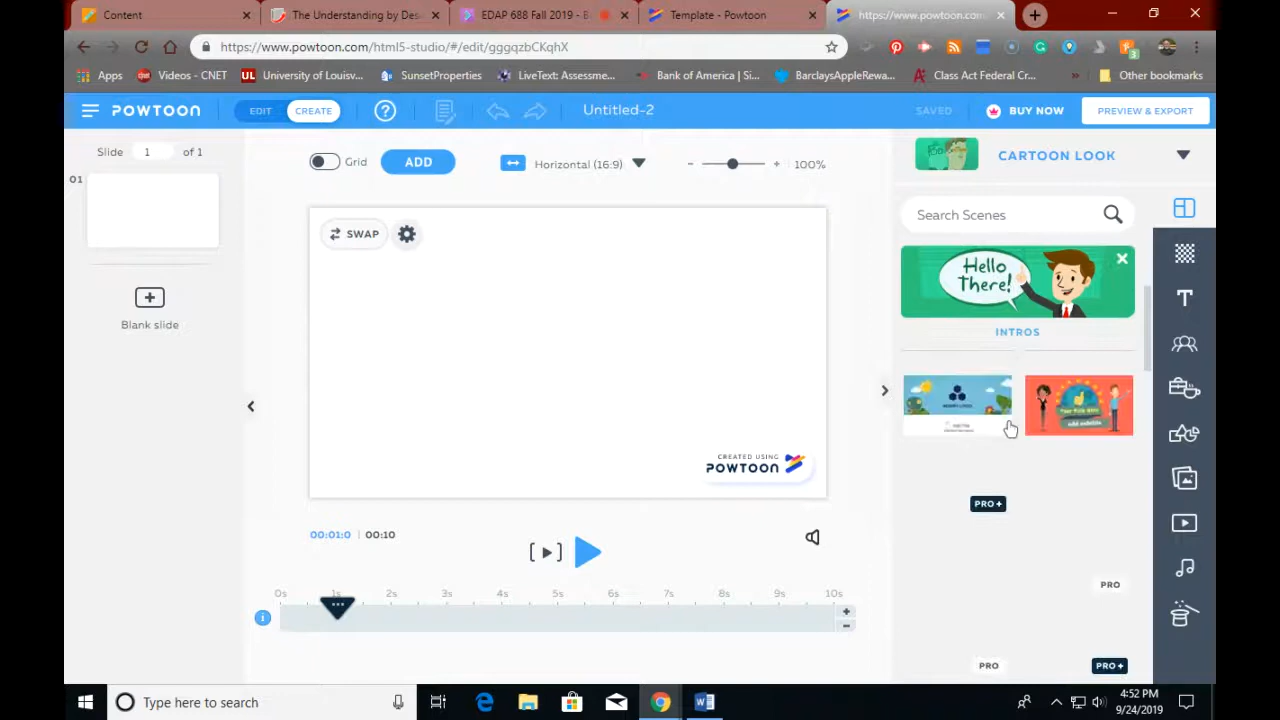 Content
The Understanding by Des
EDAP 688 Fall 2019 - B
Template - Powtoon
https://www.powtoon.com
https://www.powtoon.com/html5-studio/#/edit/gggqzbCKqhX
3
Apps
Videos - CNET
UL University of Louisv...
SunsetProperties
LiveText: Assessme...
Bank of America | Si...
BarclaysAppleRewa...
Class Act Federal Cr...
»
Other bookmarks
POWTOON
EDIT
CREATE
?
Untitled-2
SAVED
BUY NOW
PREVIEW & EXPORT
Slide 1 of 1
Grid
ADD
Horizontal (16:9)
- + 100%
CARTOON LOOK
01
Search Scenes
SWAP
Hello
There!
INTROS
Blank slide
CREATED USING
POWTOON
PRO+
00:01:0 | 00:10
PRO
0s 1s 2s 3s 4s 5s 6s 7s 8s 9s 10s
PRO
PRO+
Type here to search
4:52 PM
9/24/2019